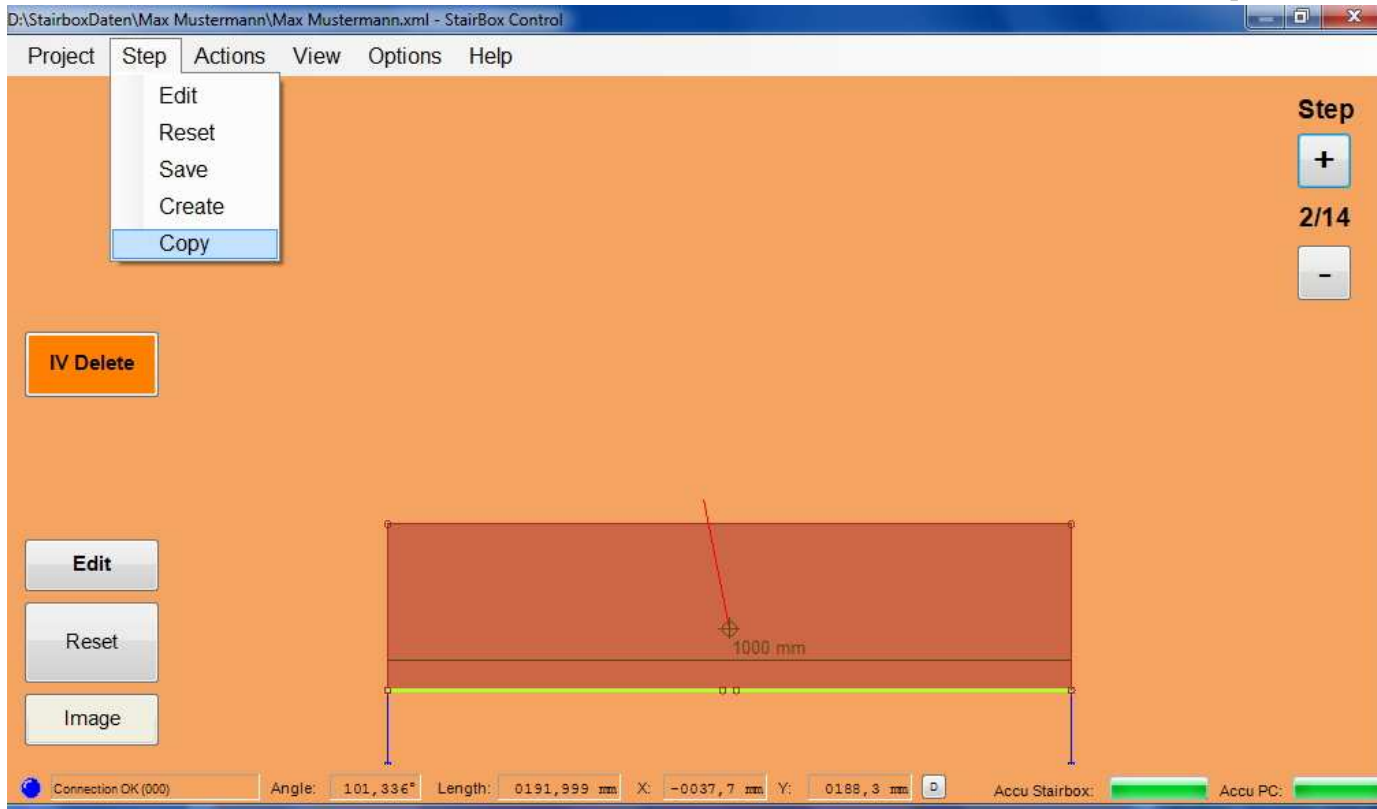 D:\StairboxDaten\Max Mustermann\Max Mustermann.xml - StairBox Control
Project Step Actions View Options Help
Edit
Reset
Save
Create
Copy
Step
+
2/14
-
IV Delete
Edit
Reset
Image
1000 mm
Connection OK (000) Angle: 101,336° Length: 0191,999 mm X: -0037,7 mm Y: 0188,3 mm D Accu Stairbox: Accu PC: